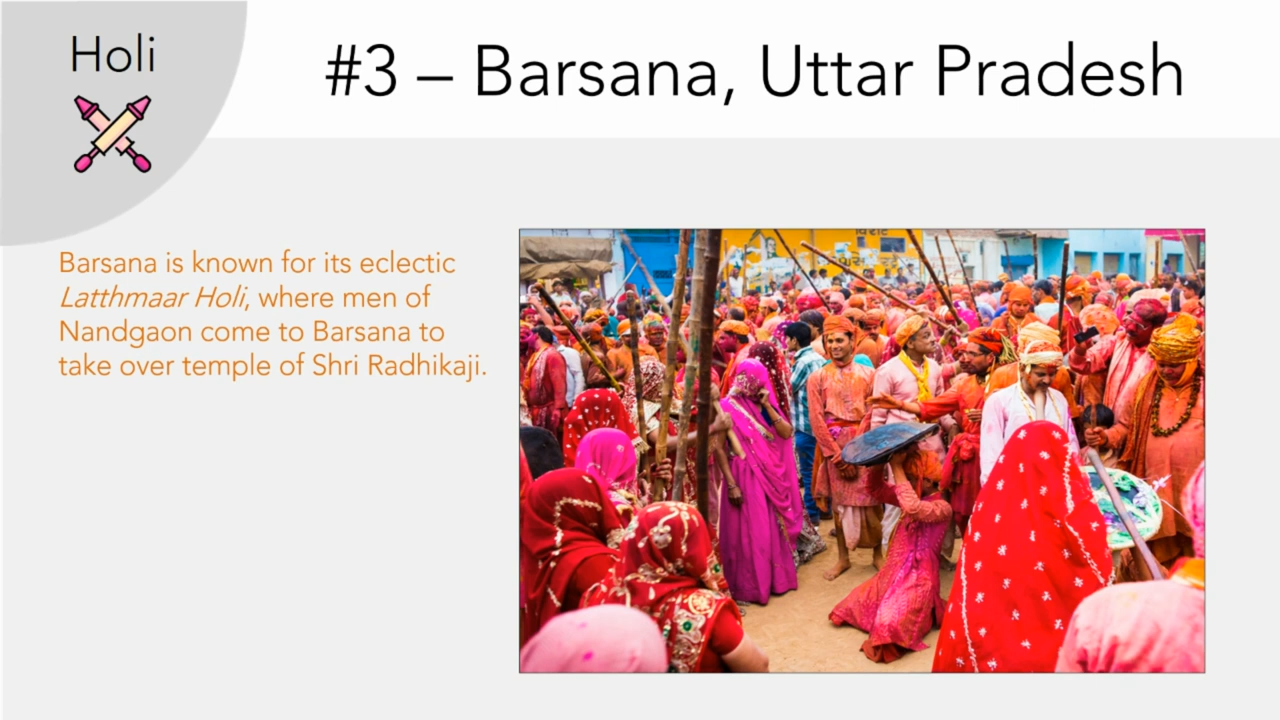 Holi
#3 – Barsana, Uttar Pradesh
Barsana is known for its eclectic
Latthmaar Holi, where men of
Nandgaon come to Barsana to
take over temple of Shri Radhikaji.